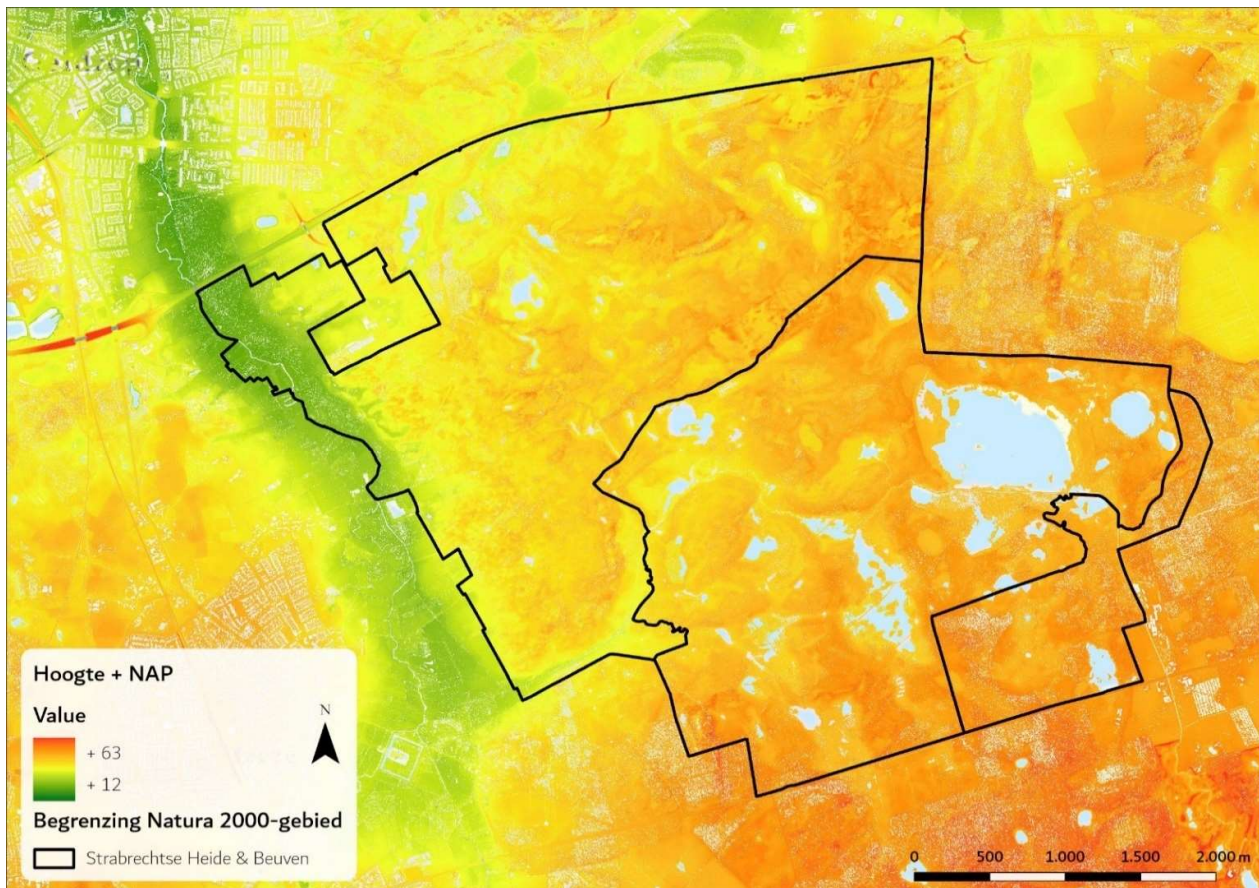 Hoogte + NAP
Value
+ 63
+ 12
N
Begrenzing Natura 2000-gebied
Strabrechtse Heide & Beuven
0 500 1.000 1.500 2.000 m